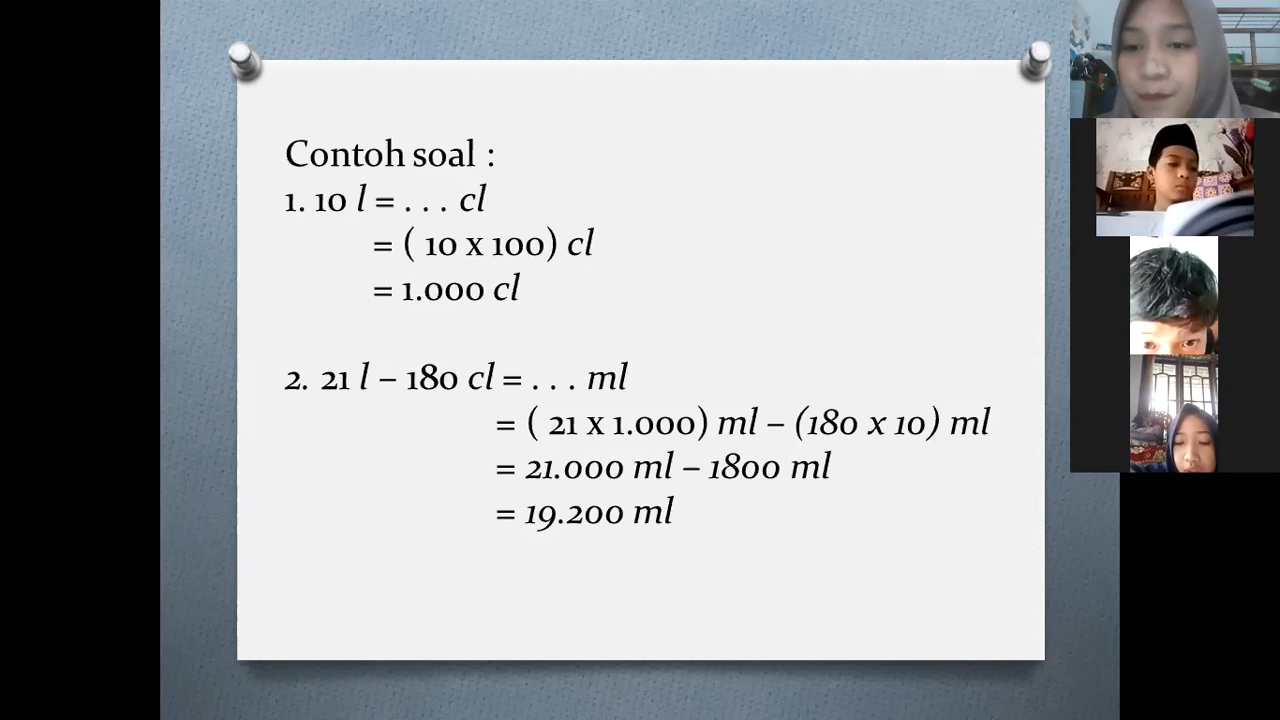 Contoh soal :
1. 10 l = . . . cl
= ( 10 x 100) cl
= 1.000 cl
2. 21 l – 180 cl = . . . ml
= ( 21 x 1.000) ml – (180 x 10) ml
= 21.000 ml – 1800 ml
= 19.200 ml